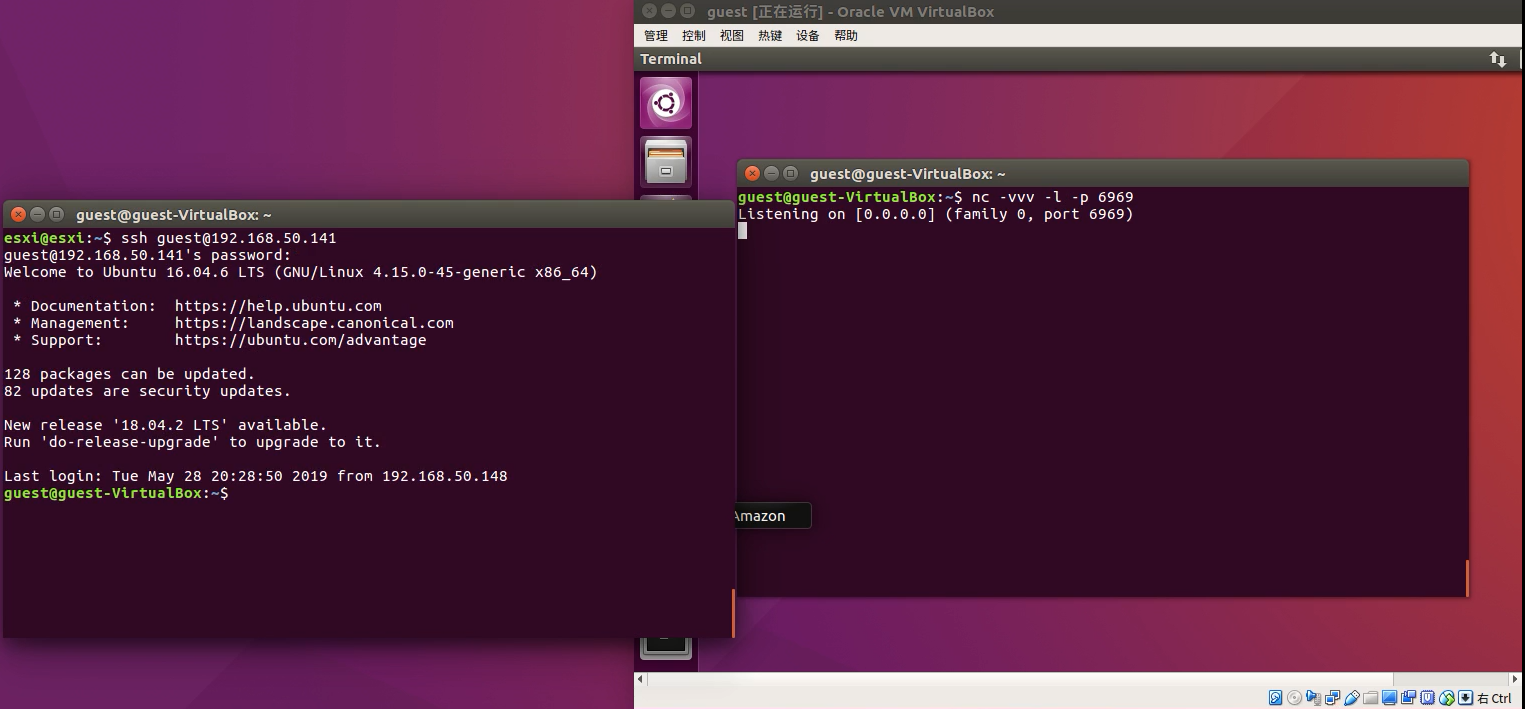 guest [正在运行] - Oracle VM VirtualBox
管理 控制 视图 热键 设备 帮助
Terminal
guest@guest-VirtualBox: ~
guest@guest-VirtualBox:~$ nc -vvv -l -p 6969
Listening on [0.0.0.0] (family 0, port 6969)
guest@guest-VirtualBox: ~
esxi@esxi:~$ ssh guest@192.168.50.141
guest@192.168.50.141's password:
Welcome to Ubuntu 16.04.6 LTS (GNU/Linux 4.15.0-45-generic x86_64)
* Documentation:  https://help.ubuntu.com
* Management:     https://landscape.canonical.com
* Support:        https://ubuntu.com/advantage
128 packages can be updated.
82 updates are security updates.
New release '18.04.2 LTS' available.
Run 'do-release-upgrade' to upgrade to it.
Last login: Tue May 28 20:28:50 2019 from 192.168.50.148
guest@guest-VirtualBox:~$
Amazon
右 Ctrl